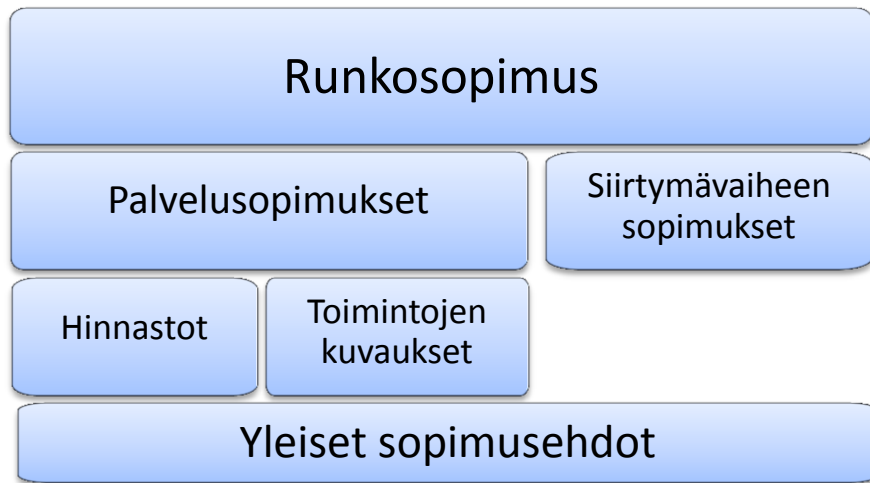 Runkosopimus
Palvelusopimukset
Siirtymävaiheen
sopimukset
Hinnastot
Toimintojen
kuvaukset
Yleiset sopimusehdot